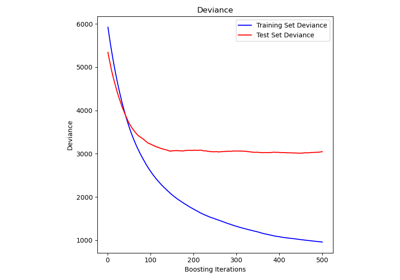 Deviance
Training Set Deviance
Test Set Deviance
6000
5000
4000
3000
2000
1000
Deviance
0
100
200
300
400
500
Boosting Iterations